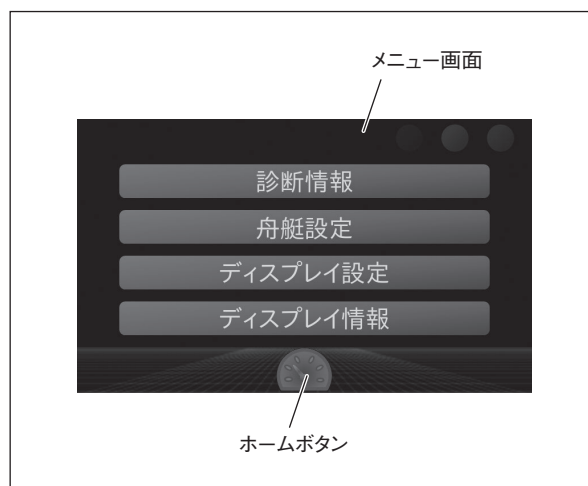 メニュー画面
診断情報
舟艇設定
ディスプレイ設定
ディスプレイ情報
ホームボタン